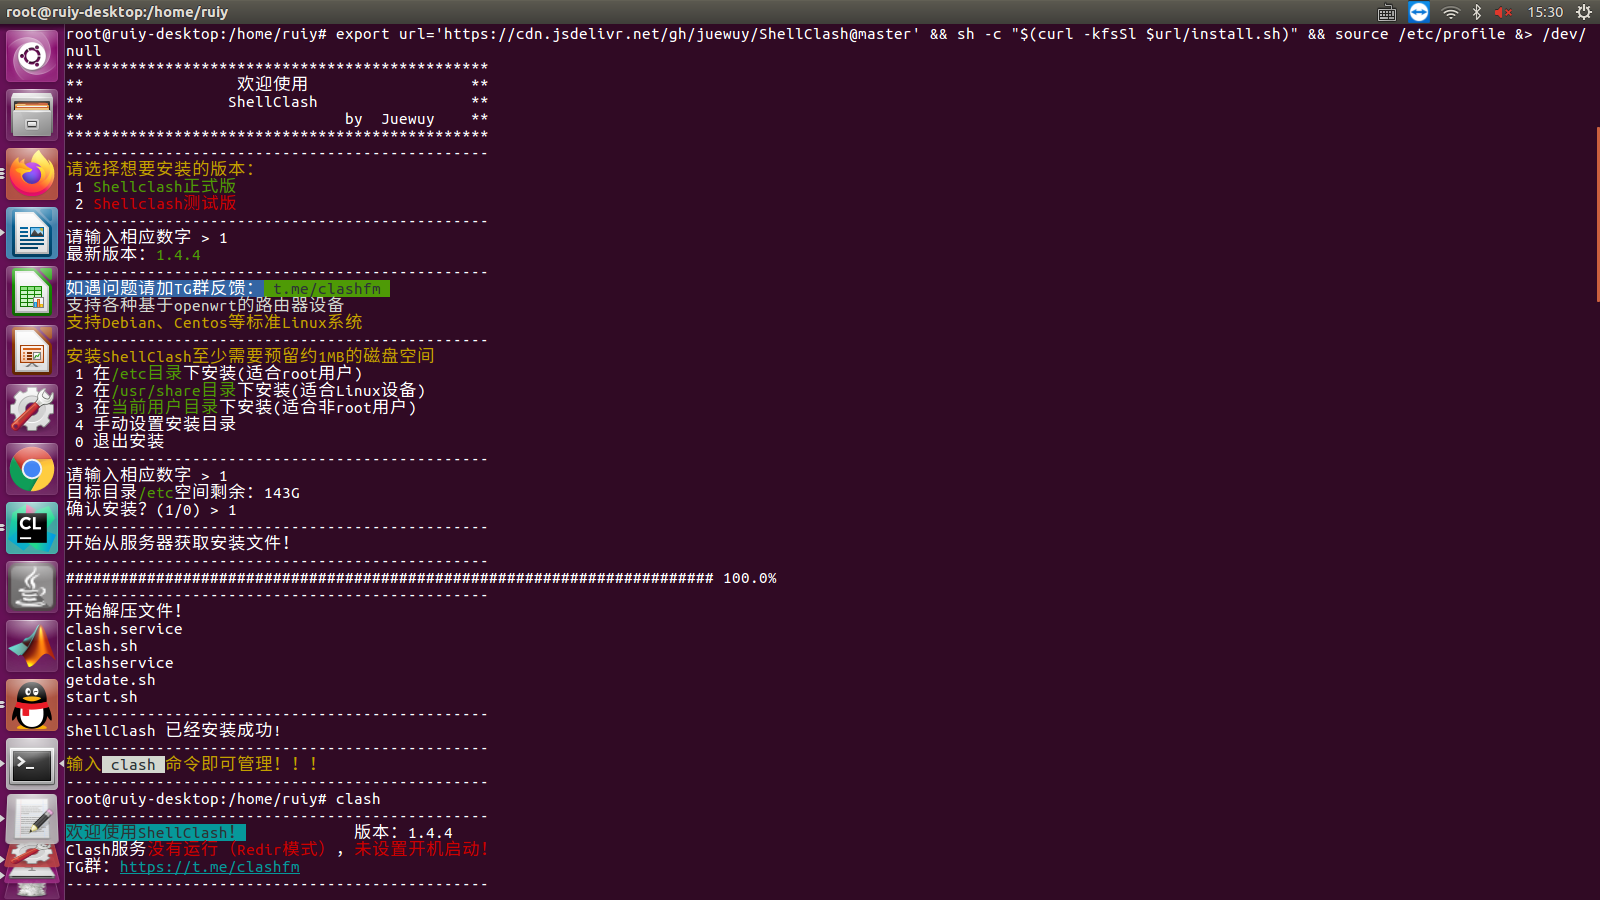 root@ruiy-desktop:/home/ruiy
15:30
root@ruiy-desktop:/home/ruiy# export url='https://cdn.jsdelivr.net/gh/juewuy/ShellClash@master' && sh -c "$(curl -kfsSl $url/install.sh)" && source /etc/profile &> /dev/
null
***********************************************
**                 欢迎使用                  **
**                ShellClash                 **
**                             by  Juewuy    **
***********************************************
-----------------------------------------------
请选择想要安装的版本：
 1 Shellclash正式版
 2 Shellclash测试版
-----------------------------------------------
请输入相应数字 > 1
最新版本：1.4.4
-----------------------------------------------
如遇问题请加TG群反馈： t.me/clashfm
支持各种基于openwrt的路由器设备
支持Debian、Centos等标准Linux系统
-----------------------------------------------
安装ShellClash至少需要预留约1MB的磁盘空间
 1 在/etc目录下安装(适合root用户)
 2 在/usr/share目录下安装(适合Linux设备)
 3 在当前用户目录下安装(适合非root用户)
 4 手动设置安装目录
 0 退出安装
-----------------------------------------------
请输入相应数字 > 1
目标目录/etc空间剩余：143G
确认安装？(1/0) > 1
-----------------------------------------------
开始从服务器获取安装文件！
-----------------------------------------------
######################################################################## 100.0%
-----------------------------------------------
开始解压文件！
clash.service
clash.sh
clashservice
getdate.sh
start.sh
-----------------------------------------------
ShellClash 已经安装成功!
-----------------------------------------------
输入 clash 命令即可管理！！！
-----------------------------------------------
root@ruiy-desktop:/home/ruiy# clash
-----------------------------------------------
欢迎使用ShellClash！            版本：1.4.4
Clash服务没有运行（Redir模式），未设置开机启动！
TG群：https://t.me/clashfm
-----------------------------------------------
CL